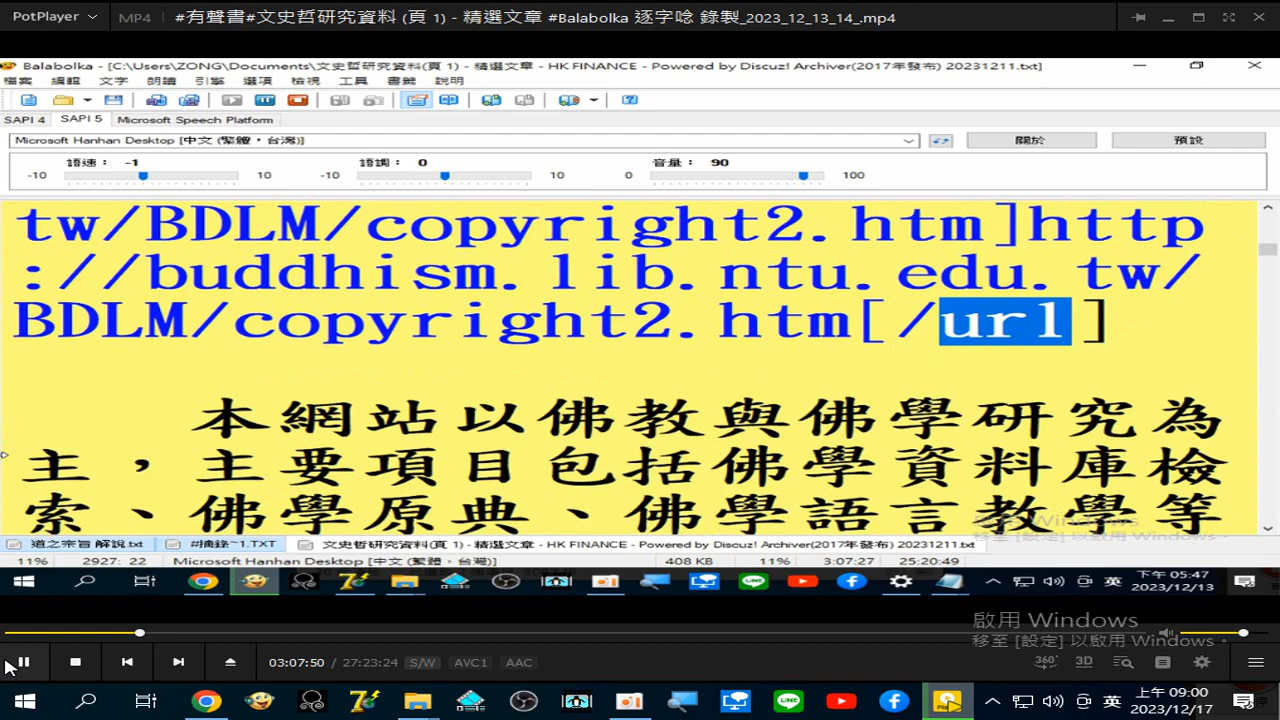 PotPlayer MP4 #有聲書#文史哲研究資料 (頁 1) - 精選文章 #Balabolka 逐字唸 錄製_2023_12_13_14_.mp4
Balabolka - [C:\Users\ZONG\Documents\文史哲研究資料(頁 1) - 精選文章 - HK FINANCE - Powered by Discuz! Archiver(2017年發布) 20231211.txt]
檔案 編輯 文字 朗讀 引擎 選項 檢視 工具 書籤 說明
SAPI 4 SAPI 5 Microsoft Speech Platform
Microsoft Hanhan Desktop [中文 (繁體，台灣)] 關於 預設
語速： -1 語調： 0 音量： 90
-10 10 -10 10 0 100
tw/BDLM/copyright2.htm]http
://buddhism.lib.ntu.edu.tw/
BDLM/copyright2.htm[/url]
本網站以佛教與佛學研究為
主，主要項目包括佛學資料庫檢
索、佛學原典、佛學語言教學等
啟用 Windows
移至 [設定] 以啟用 Windows。
道之宗旨 解說.txt #摘錄~1.TXT 文史哲研究資料(頁 1) - 精選文章 - HK FINANCE - Powered by Discuz! Archiver(2017年發布) 20231211.txt
11% 2927: 22 Microsoft Hanhan Desktop [中文 (繁體，台灣)] 408 KB 11% 3:07:27 25:20:49
英 下午 05:47
2023/12/13
啟用 Windows
移至 [設定] 以啟用 Windows。
03:07:50 / 27:23:24 S/W AVC1 AAC 360° 3D
英 上午 09:00
2023/12/17